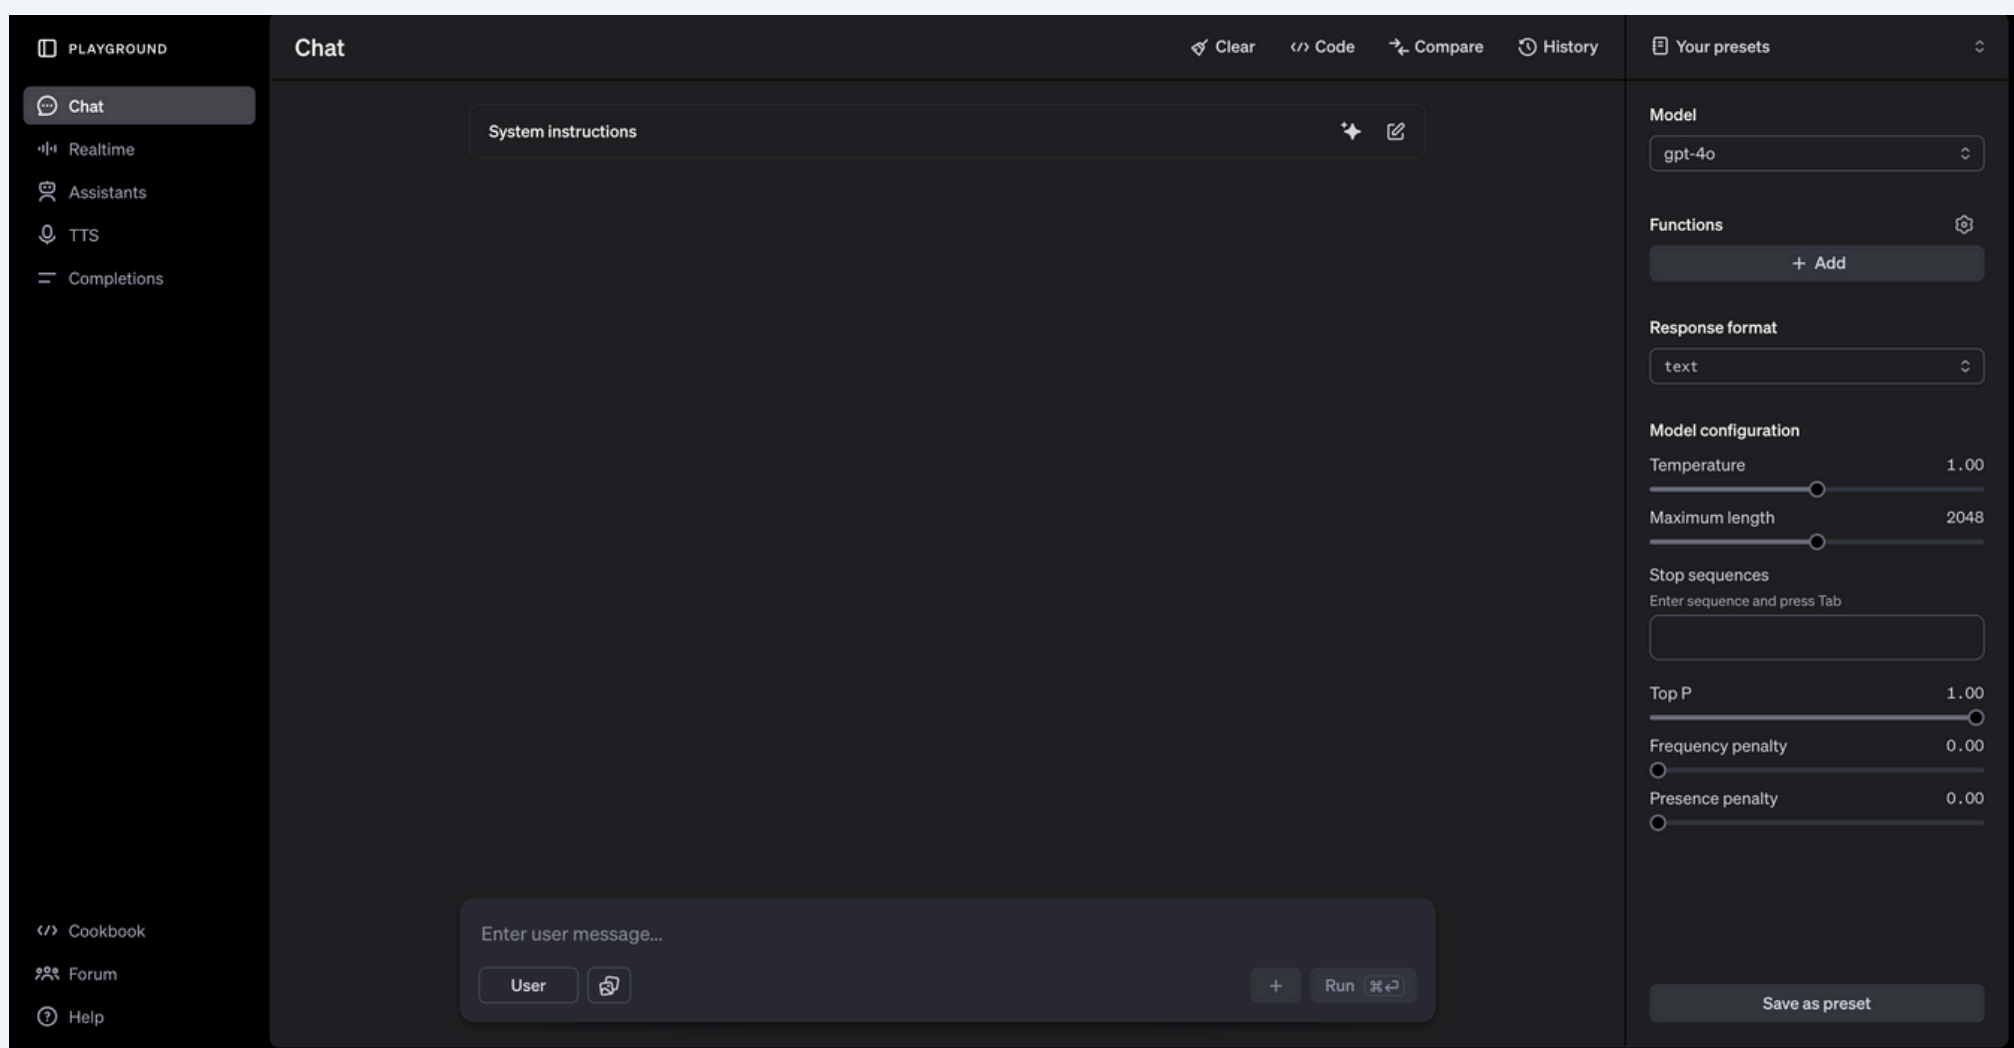 PLAYGROUND
Chat
Realtime
Assistants
TTS
Completions
Cookbook
Forum
Help
Chat
Clear
Code
Compare
History
System instructions
Enter user message...
User
+
Run ⌘⏎
Your presets
Model
gpt-4o
Functions
+ Add
Response format
text
Model configuration
Temperature 1.00
Maximum length 2048
Stop sequences
Enter sequence and press Tab
Top P 1.00
Frequency penalty 0.00
Presence penalty 0.00
Save as preset